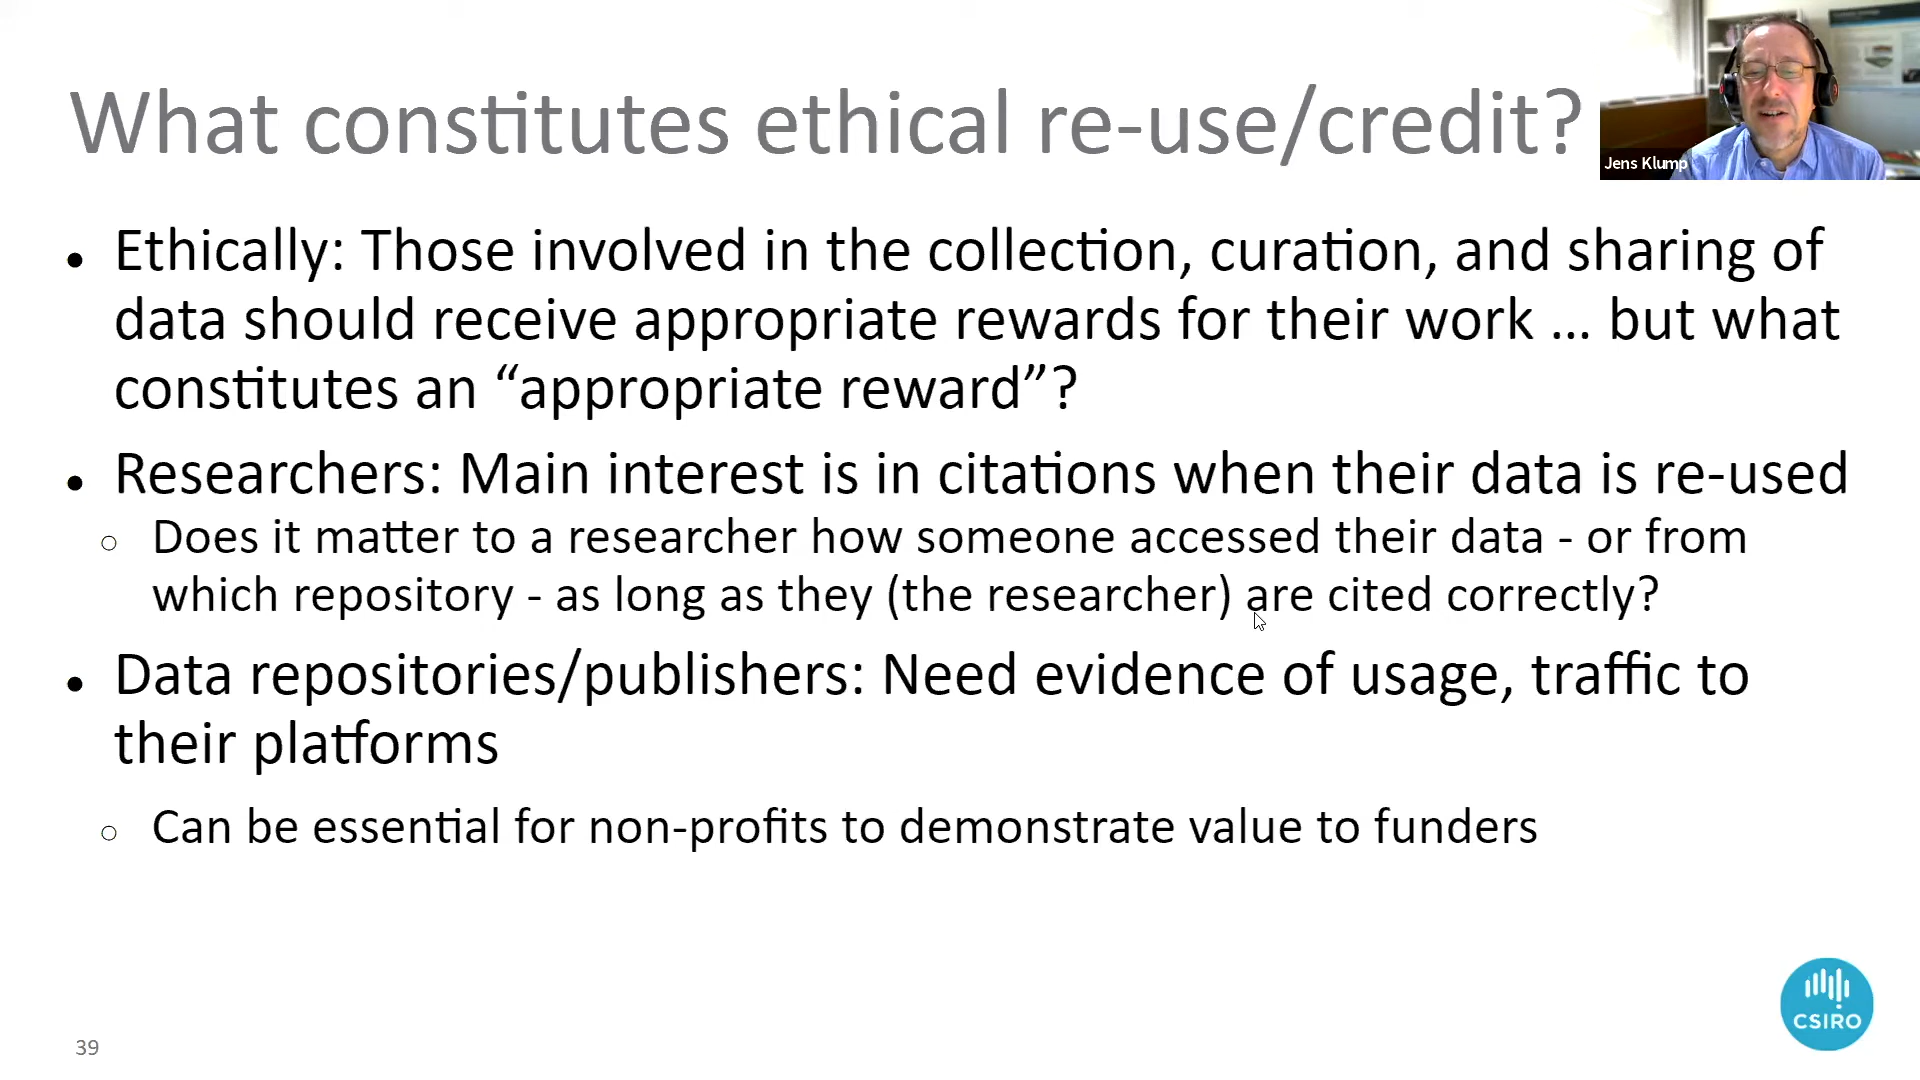 What constitutes ethical re-use/credit?
Jens Klump
• Ethically: Those involved in the collection, curation, and sharing of
data should receive appropriate rewards for their work … but what
constitutes an “appropriate reward”?
• Researchers: Main interest is in citations when their data is re-used
○ Does it matter to a researcher how someone accessed their data - or from
which repository - as long as they (the researcher) are cited correctly?
• Data repositories/publishers: Need evidence of usage, traffic to
their platforms
○ Can be essential for non-profits to demonstrate value to funders
CSIRO
39